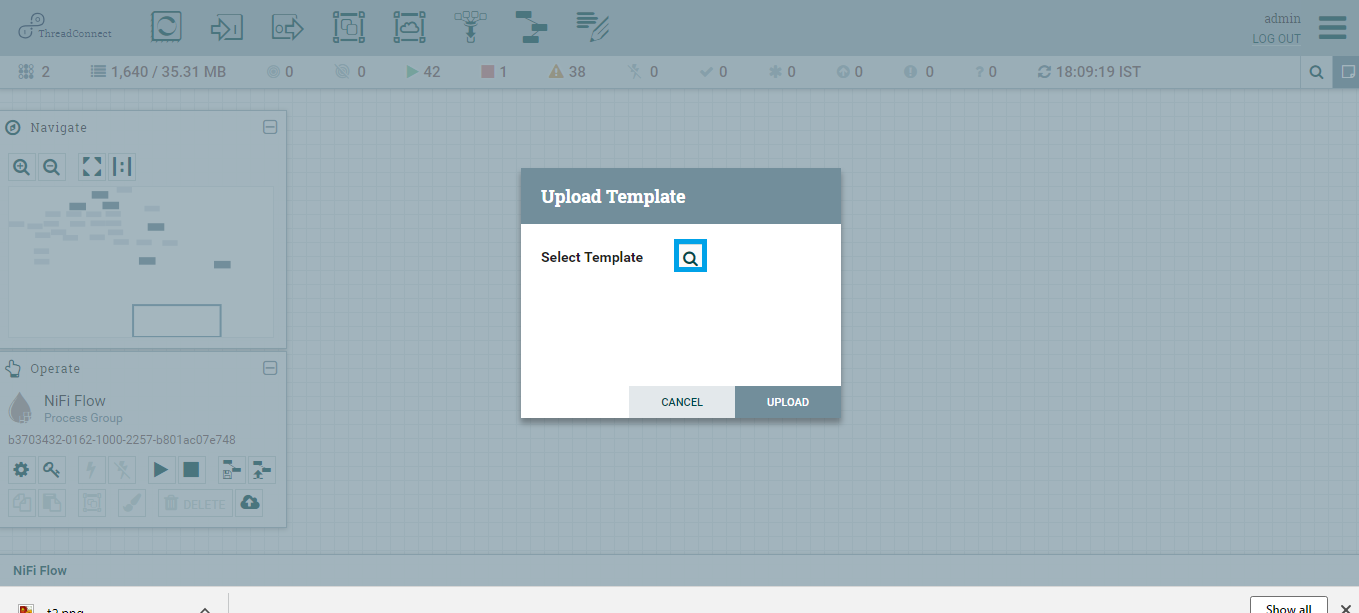 ThreadConnect
admin
LOG OUT
2 1,640 / 35.31 MB 0 0 42 1 38 0 0 0 0 0 ? 0 18:09:19 IST
Navigate
Upload Template
Select Template
CANCEL UPLOAD
Operate
NiFi Flow
Process Group
b3703432-0162-1000-2257-b801ac07e748
DELETE
NiFi Flow
t2.png Show all